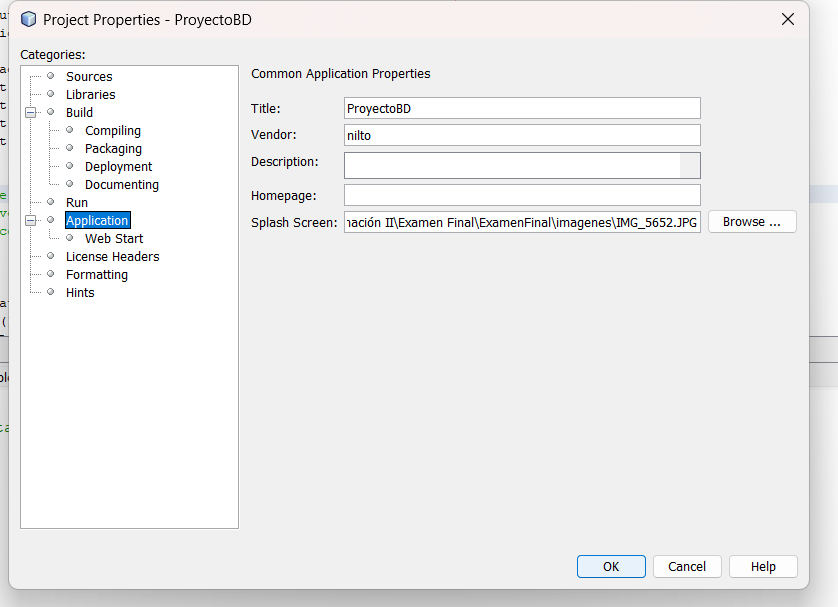 Project Properties - ProyectoBD
Categories:
Sources
Libraries
Build
Compiling
Packaging
Deployment
Documenting
Run
Application
Web Start
License Headers
Formatting
Hints
Common Application Properties
Title: ProyectoBD
Vendor: nilto
Description:
Homepage:
Splash Screen: mación II\Examen Final\ExamenFinal\imagenes\IMG_5652.JPG Browse ...
OK Cancel Help